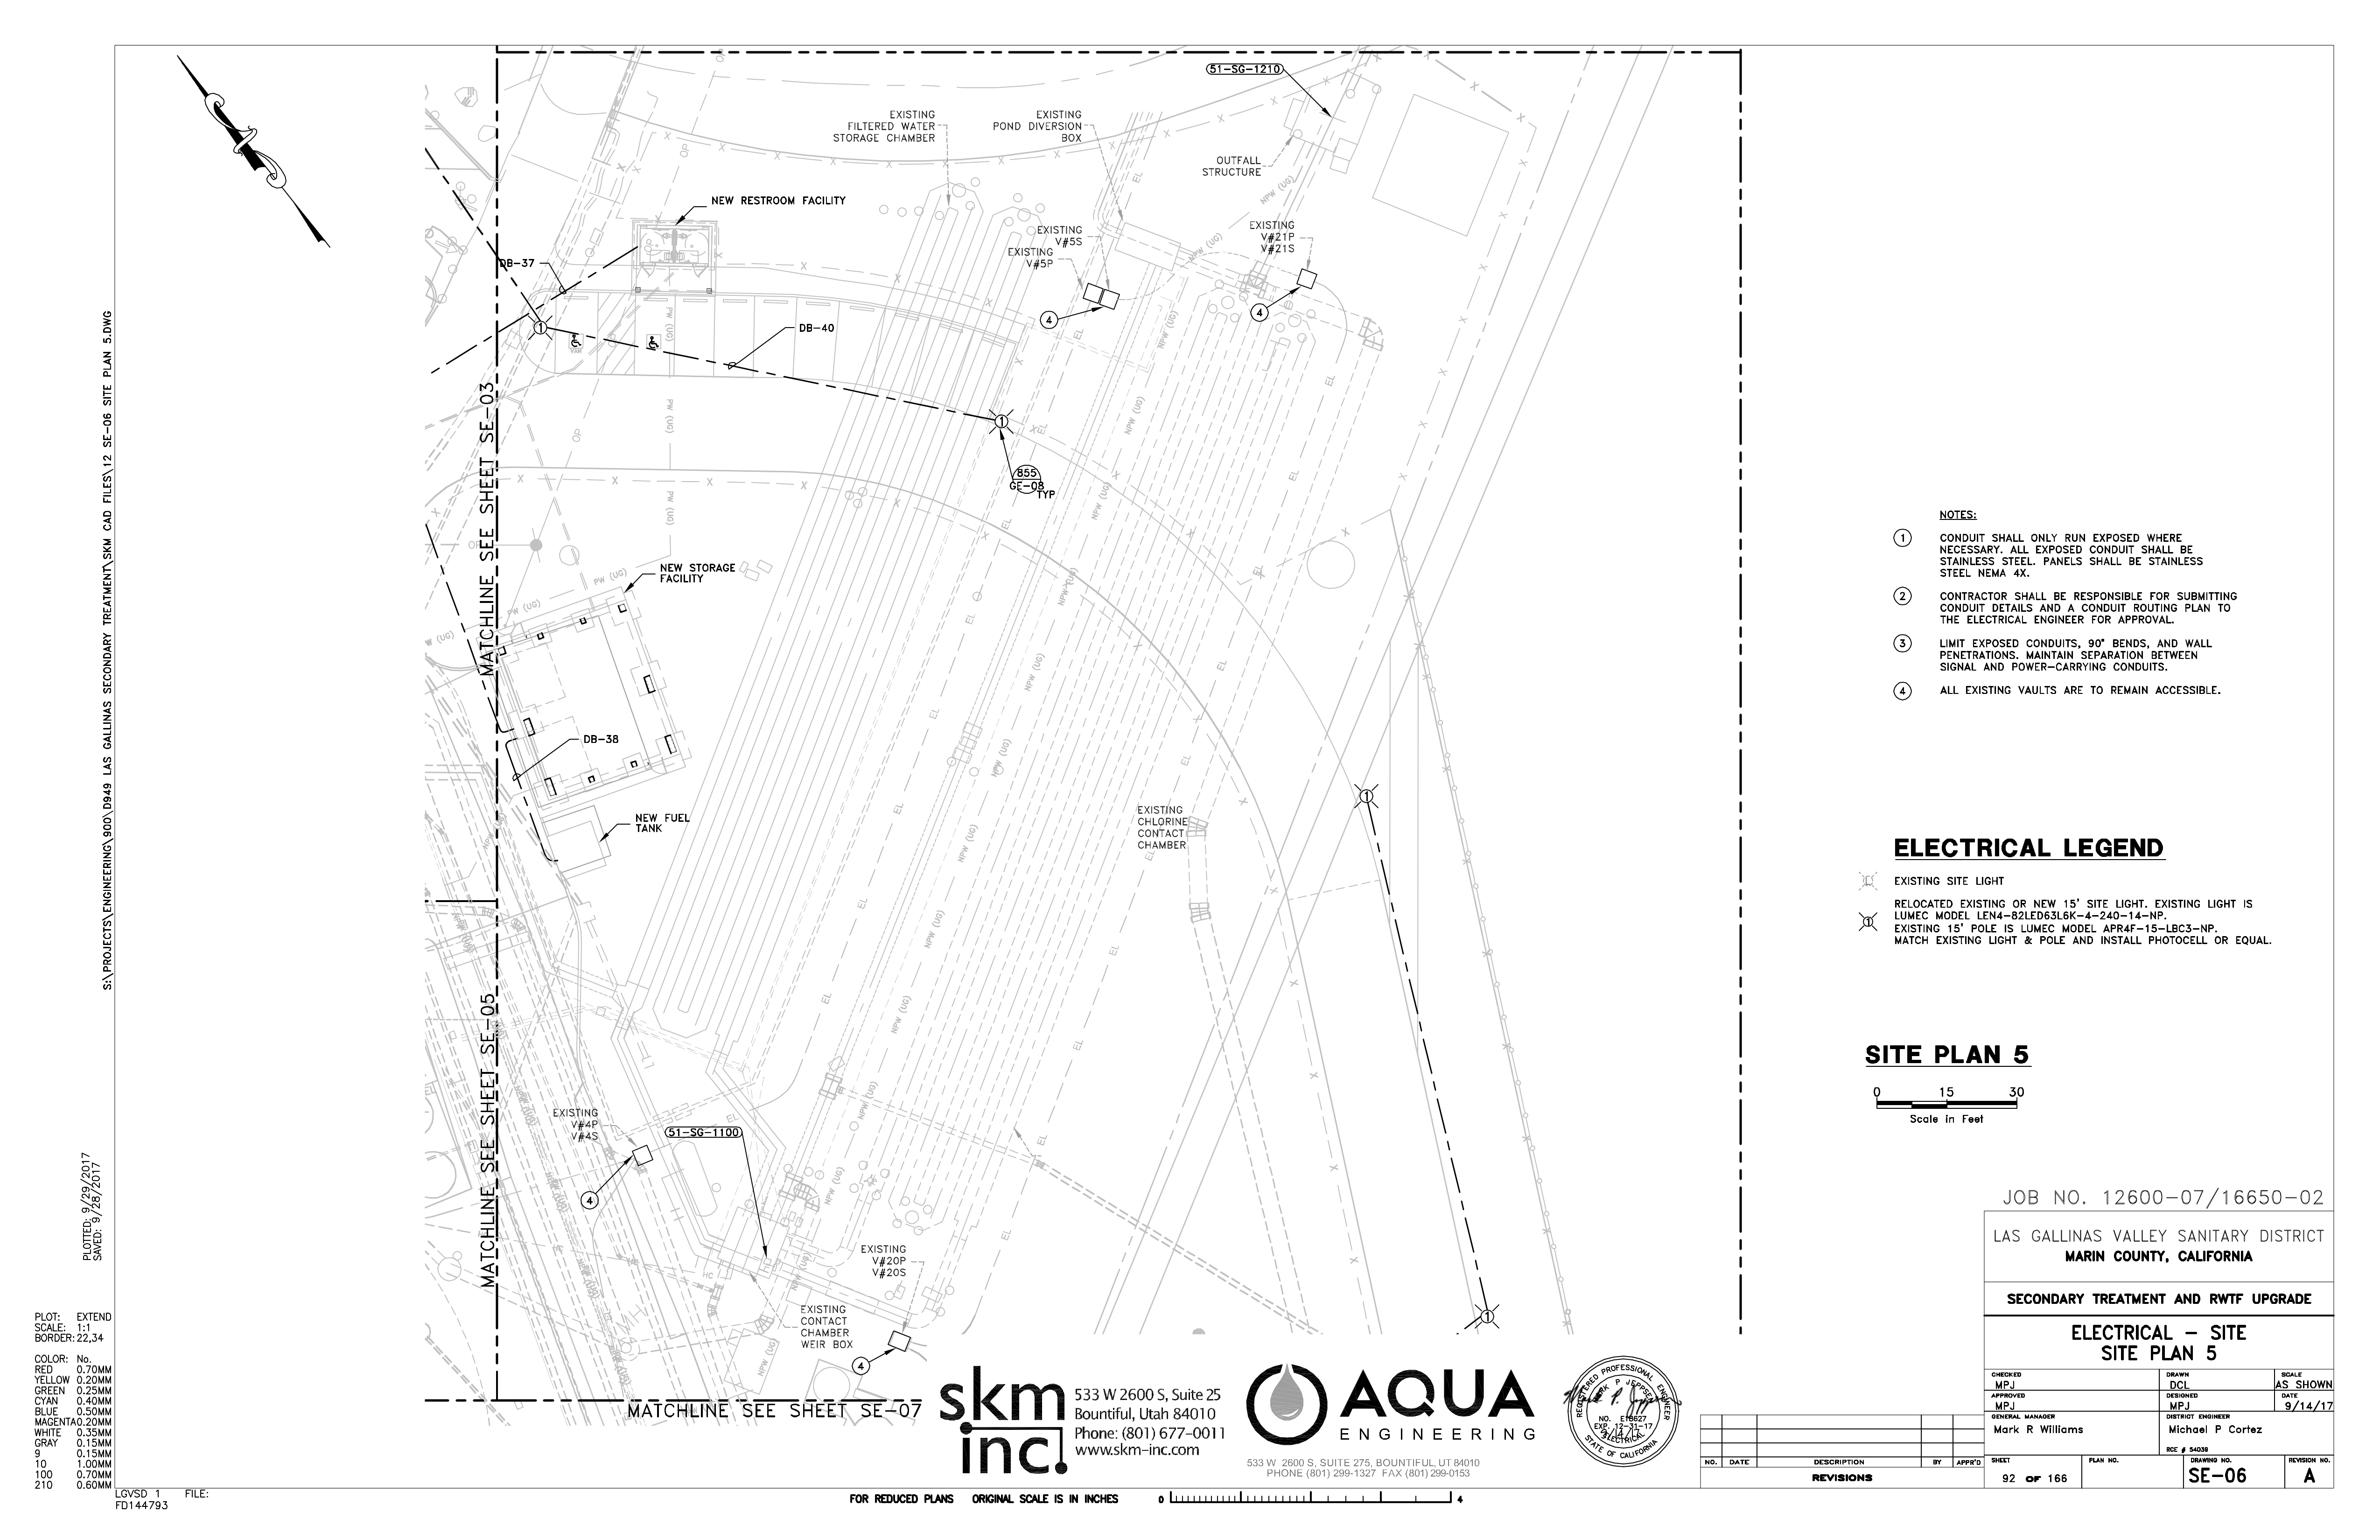 51-SG-1210
EXISTING
FILTERED WATER
STORAGE CHAMBER
EXISTING
POND DIVERSION
BOX
OUTFALL
STRUCTURE
NEW RESTROOM FACILITY
EXISTING
V#5S
EXISTING
V#5P
EXISTING
V#21P
V#21S
DB-37
DB-40
4
4
1
VAN
1
855
GE-08
TYP
MATCHLINE SEE SHEET SE-03
NEW STORAGE
FACILITY
DB-38
NEW FUEL
TANK
EXISTING
CHLORINE
CONTACT
CHAMBER
1
1
MATCHLINE SEE SHEET SE-05
EXISTING
V#4P
V#4S
4
51-SG-1100
EXISTING
V#20P
V#20S
EXISTING
CONTACT
CHAMBER
WEIR BOX
4
MATCHLINE SEE SHEET SE-07
OP
OP
OP
EL
EL
EL
NPW (UG)
NPW (UG)
NPW (UG)
PW (UG)
PW (UG)
PW (UG)
NOTES:
1 CONDUIT SHALL ONLY RUN EXPOSED WHERE
NECESSARY. ALL EXPOSED CONDUIT SHALL BE
STAINLESS STEEL. PANELS SHALL BE STAINLESS
STEEL NEMA 4X.
2 CONTRACTOR SHALL BE RESPONSIBLE FOR SUBMITTING
CONDUIT DETAILS AND A CONDUIT ROUTING PLAN TO
THE ELECTRICAL ENGINEER FOR APPROVAL.
3 LIMIT EXPOSED CONDUITS, 90° BENDS, AND WALL
PENETRATIONS. MAINTAIN SEPARATION BETWEEN
SIGNAL AND POWER-CARRYING CONDUITS.
4 ALL EXISTING VAULTS ARE TO REMAIN ACCESSIBLE.
ELECTRICAL LEGEND
EXISTING SITE LIGHT
RELOCATED EXISTING OR NEW 15' SITE LIGHT. EXISTING LIGHT IS
LUMEC MODEL LEN4-82LED63L6K-4-240-14-NP.
1 EXISTING 15' POLE IS LUMEC MODEL APR4F-15-LBC3-NP.
MATCH EXISTING LIGHT & POLE AND INSTALL PHOTOCELL OR EQUAL.
SITE PLAN 5
0 15 30
Scale in Feet
JOB NO. 12600-07/16650-02
LAS GALLINAS VALLEY SANITARY DISTRICT
MARIN COUNTY, CALIFORNIA
SECONDARY TREATMENT AND RWTF UPGRADE
ELECTRICAL - SITE
SITE PLAN 5
CHECKED
MPJ
DRAWN
DCL
SCALE
AS SHOWN
APPROVED
MPJ
DESIGNED
MPJ
DATE
9/14/17
GENERAL MANAGER
Mark R Williams
DISTRICT ENGINEER
Michael P Cortez
RCE # 54039
SHEET
92 OF 166
PLAN NO.
DRAWING NO.
SE-06
REVISION NO.
A
NO. DATE DESCRIPTION BY APPR'D
REVISIONS
skm
inc.
533 W 2600 S, Suite 25
Bountiful, Utah 84010
Phone: (801) 677-0011
www.skm-inc.com
AQUA
ENGINEERING
533 W 2600 S, SUITE 275, BOUNTIFUL, UT 84010
PHONE (801) 299-1327 FAX (801) 299-0153
REGISTERED PROFESSIONAL ENGINEER
MARK P JEPPSEN
NO. E18627
EXP. 12-31-17
9/14/17
ELECTRICAL
STATE OF CALIFORNIA
FOR REDUCED PLANS ORIGINAL SCALE IS IN INCHES 0 4
S:\PROJECTS\ENGINEERING\900\D949 LAS GALLINAS SECONDARY TREATMENT\SKM CAD FILES\12 SE-06 SITE PLAN 5.DWG
PLOTTED: 9/29/2017
SAVED: 9/28/2017
PLOT: EXTEND
SCALE: 1:1
BORDER: 22,34
COLOR: No.
RED 0.70MM
YELLOW 0.20MM
GREEN 0.25MM
CYAN 0.40MM
BLUE 0.50MM
MAGENTA 0.20MM
WHITE 0.35MM
GRAY 0.15MM
9 0.15MM
10 1.00MM
100 0.70MM
210 0.60MM
LGVSD 1 FILE:
FD144793